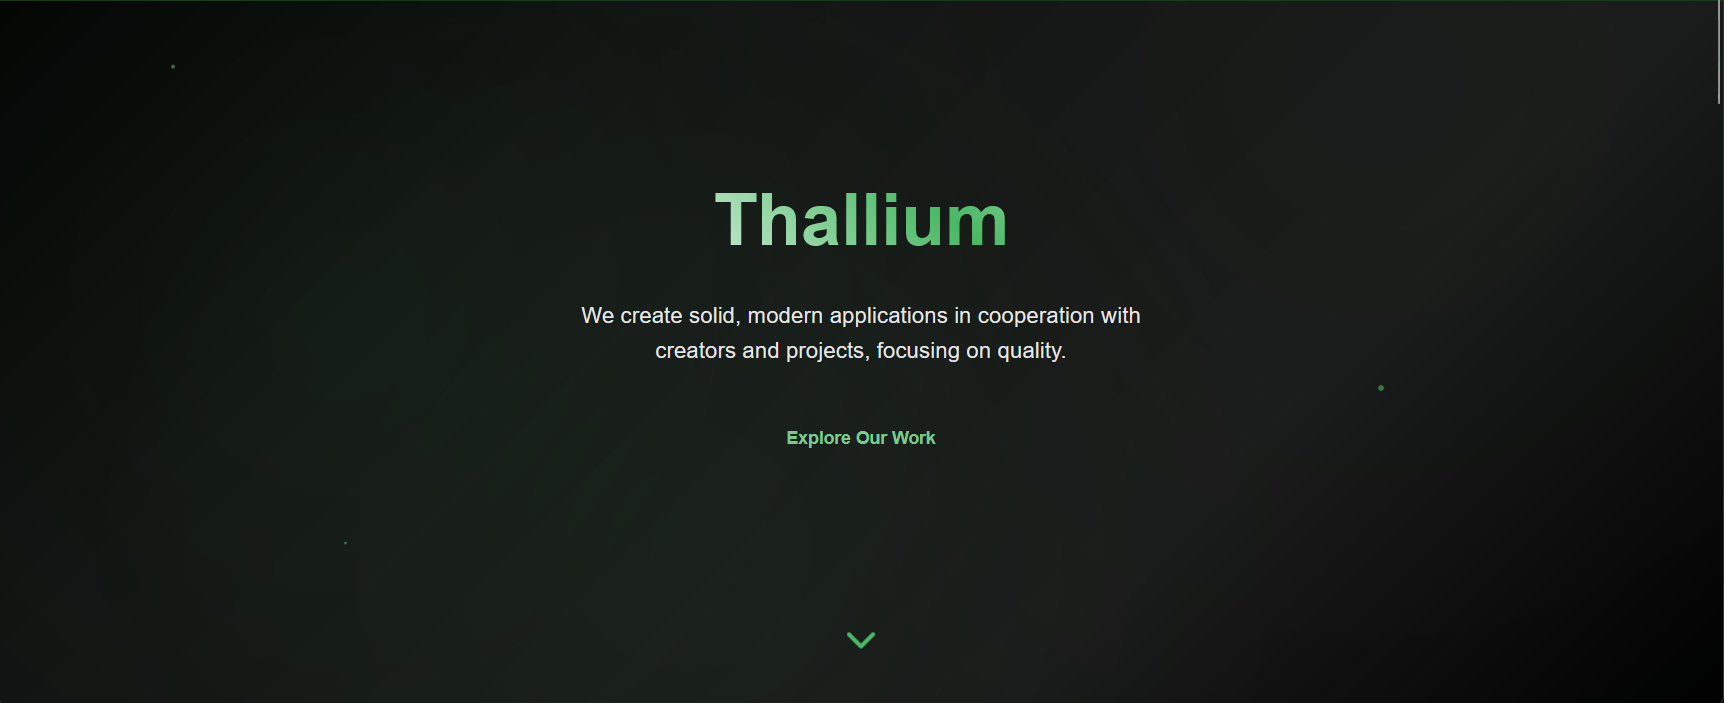 Thallium
We create solid, modern applications in cooperation with
creators and projects, focusing on quality.
Explore Our Work